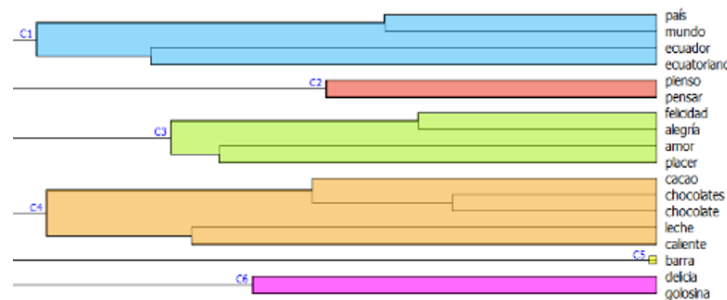 país
C1
mundo
ecuador
ecuatoriano
C2
pienso
pensar
felicidad
C3
alegría
amor
placer
cacao
chocolates
C4
chocolate
leche
caliente
C5
barra
C6
delicia
golosina